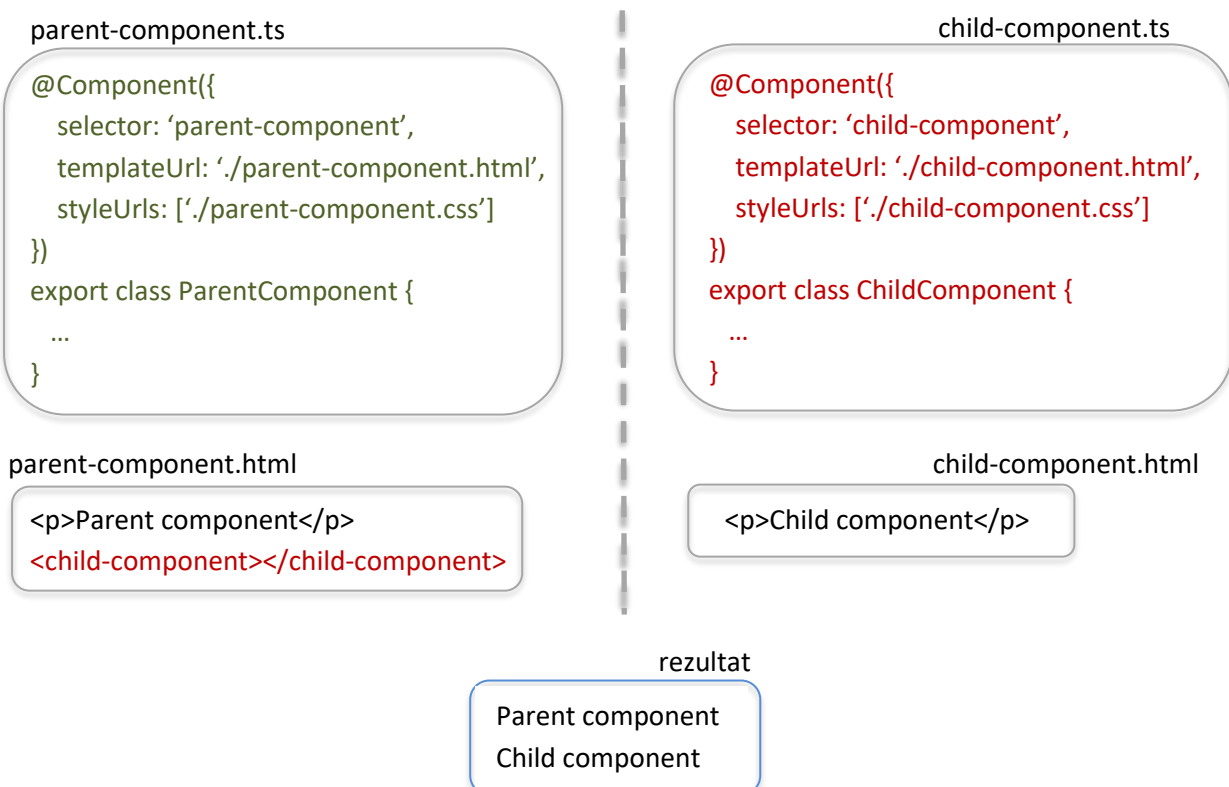 parent-component.ts
@Component({
selector: ‘parent-component’,
templateUrl: ‘./parent-component.html’,
styleUrls: [‘./parent-component.css’]
})
export class ParentComponent {
...
}
child-component.ts
@Component({
selector: ‘child-component’,
templateUrl: ‘./child-component.html’,
styleUrls: [‘./child-component.css’]
})
export class ChildComponent {
...
}
parent-component.html
<p>Parent component</p>
<child-component></child-component>
child-component.html
<p>Child component</p>
rezultat
Parent component
Child component